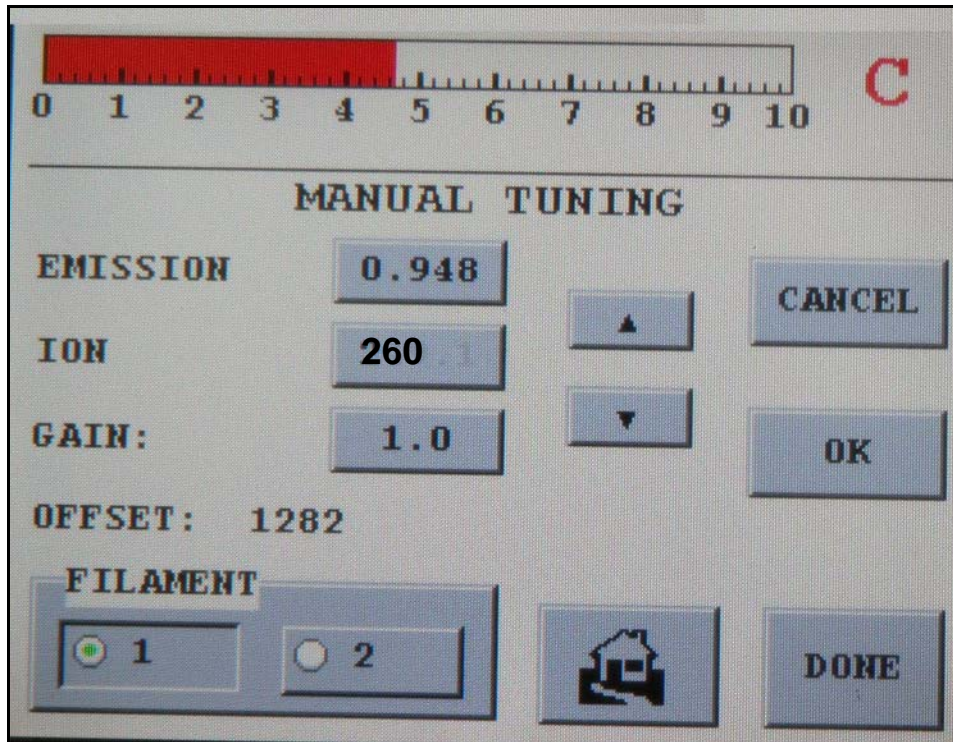 C
0 1 2 3 4 5 6 7 8 9 10
MANUAL TUNING
EMISSION 0.948
CANCEL
ION 260
GAIN: 1.0
OK
OFFSET: 1282
FILAMENT
1 2
DONE